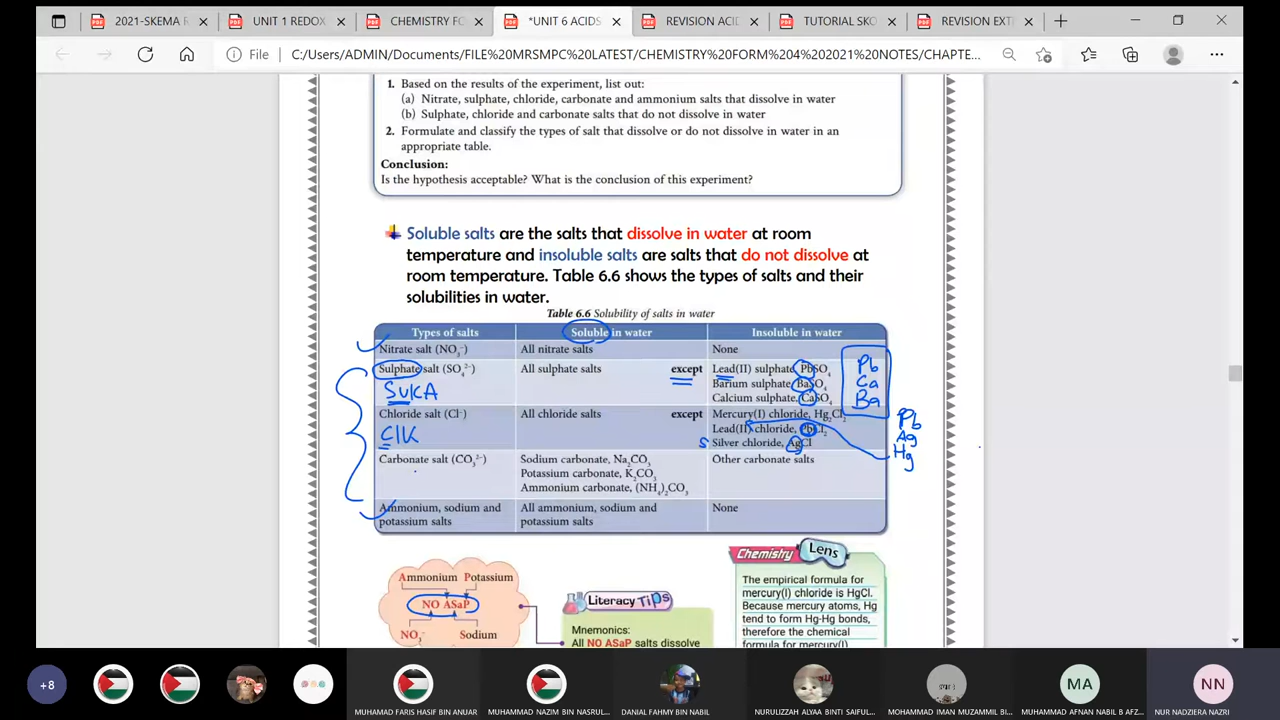 2021-SKEMA R
UNIT 1 REDOX
CHEMISTRY FO
*UNIT 6 ACIDS
REVISION ACI
TUTORIAL SKO
REVISION EXT
File
C:/Users/ADMIN/Documents/FILE%20MRSMPC%20LATEST/CHEMISTRY%20FORM%204%202021%20NOTES/CHAPTE...
1. Based on the results of the experiment, list out:
(a) Nitrate, sulphate, chloride, carbonate and ammonium salts that dissolve in water
(b) Sulphate, chloride and carbonate salts that do not dissolve in water
2. Formulate and classify the types of salt that dissolve or do not dissolve in water in an
appropriate table.
Conclusion:
Is the hypothesis acceptable? What is the conclusion of this experiment?
Soluble salts are the salts that dissolve in water at room
temperature and insoluble salts are salts that do not dissolve at
room temperature. Table 6.6 shows the types of salts and their
solubilities in water.
Table 6.6 Solubility of salts in water
Types of salts Soluble in water Insoluble in water
Nitrate salt (NO₃⁻) All nitrate salts None
Sulphate salt (SO₄²⁻) All sulphate salts except Lead(II) sulphate, PbSO₄
Barium sulphate, BaSO₄
Calcium sulphate, CaSO₄
SUKA
Pb
Ca
Ba
Chloride salt (Cl⁻) All chloride salts except Mercury(I) chloride, Hg₂Cl₂
Lead(II) chloride, PbCl₂
S Silver chloride, AgCl
ClK
Pb
Ag
Hg
Carbonate salt (CO₃²⁻) Sodium carbonate, Na₂CO₃ Other carbonate salts
Potassium carbonate, K₂CO₃
Ammonium carbonate, (NH₄)₂CO₃
Ammonium, sodium and All ammonium, sodium and None
potassium salts potassium salts
Ammonium Potassium
NO ASaP
NO₃⁻ Sodium
Literacy Tips
Mnemonics:
All NO ASaP salts dissolve
Chemistry Lens
The empirical formula for
mercury(I) chloride is HgCl.
Because mercury atoms, Hg
tend to form Hg-Hg bonds,
therefore the chemical
formula for mercury(I)
+8
MA
NN
MUHAMAD FARIS HASIF BIN ANUAR
MUHAMMAD NAZIM BIN NASRUL...
DANIAL FAHMY BIN NABIL
NURULIZZAH ALYAA BINTI SAIFUL...
MOHAMMAD IMAN MUZAMMIL BI...
MUHAMMAD AFNAN NABIL B AFZ...
NUR NADZIERA NAZRI